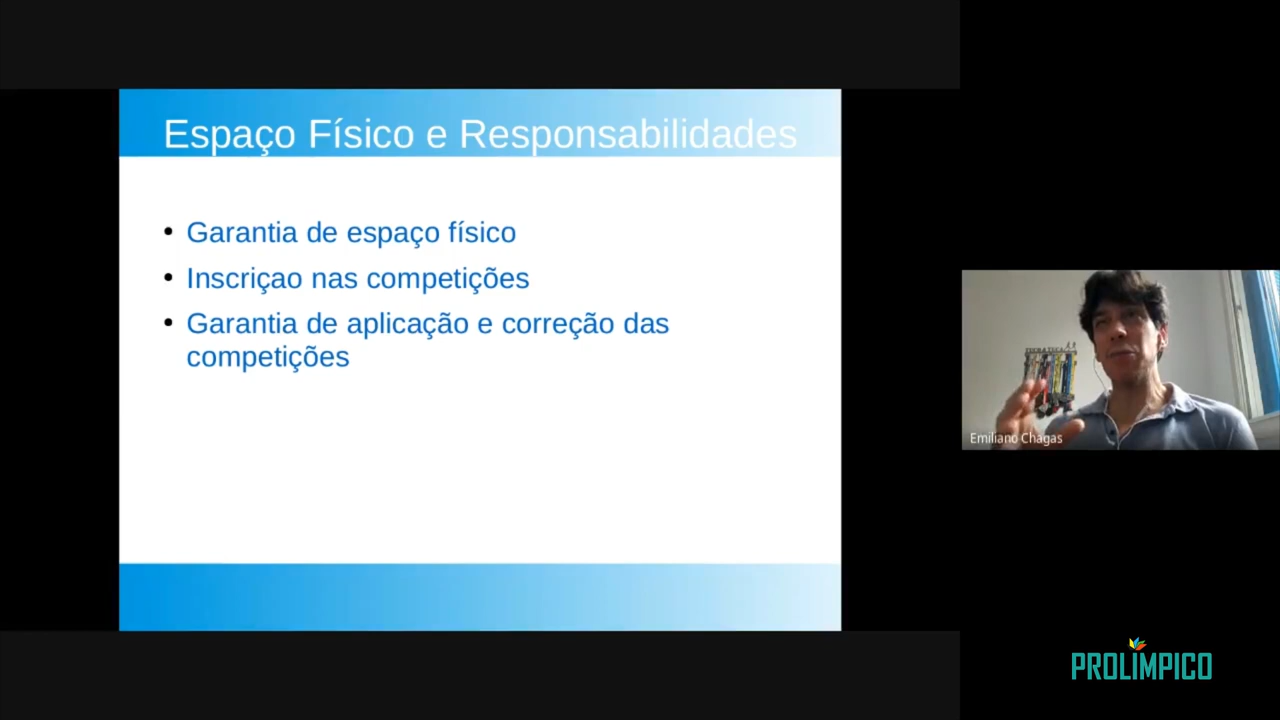 Espaço Físico e Responsabilidades
• Garantia de espaço físico
• Inscriçao nas competições
• Garantia de aplicação e correção das
competições
Emiliano Chagas
PROLIMPICO